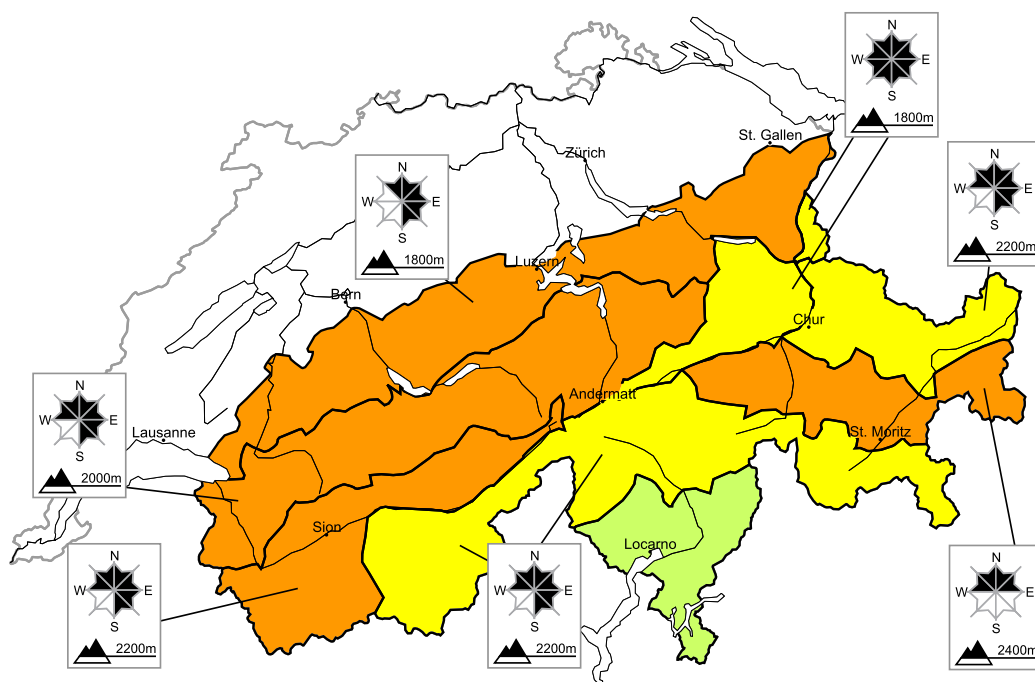 N
W E
S
1800m
St. Gallen
Zürich
N
W E
S
1800m
N
W E
S
2200m
Luzern
Bern
Chur
N
W E
S
2000m
Andermatt
Lausanne
St. Moritz
Sion
Locarno
N
W E
S
2200m
N
W E
S
2200m
N
W E
S
2400m